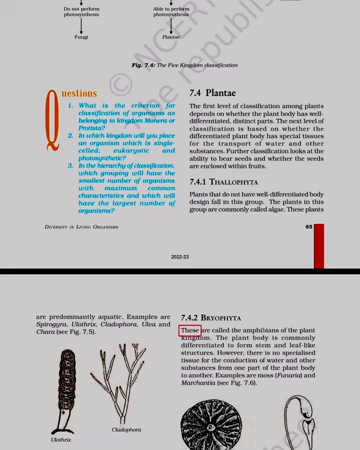 Do not perform
photosynthesis
Able to perform
photosynthesis
Fungi
Plantae
Fig. 7.4: The Five Kingdom classification
Questions
1. What is the criterion for
classification of organisms as
belonging to kingdom Monera or
Protista?
2. In which kingdom will you place
an organism which is single-
celled, eukaryotic and
photosynthetic?
3. In the hierarchy of classification,
which grouping will have the
smallest number of organisms
with maximum common
characteristics and which will
have the largest number of
organisms?
7.4 Plantae
The first level of classification among plants
depends on whether the plant body has well-
differentiated, distinct parts. The next level of
classification is based on whether the
differentiated plant body has special tissues
for the transport of water and other
substances. Further classification looks at the
ability to bear seeds and whether the seeds
are enclosed within fruits.
7.4.1 THALLOPHYTA
Plants that do not have well-differentiated body
design fall in this group. The plants in this
group are commonly called algae. These plants
DIVERSITY IN LIVING ORGANISMS
85
2022-23
are predominantly aquatic. Examples are
Spirogyra, Ulothrix, Cladophora, Ulva and
Chara (see Fig. 7.5).
Ulothrix
Cladophora
7.4.2 BRYOPHYTA
These are called the amphibians of the plant
kingdom. The plant body is commonly
differentiated to form stem and leaf-like
structures. However, there is no specialised
tissue for the conduction of water and other
substances from one part of the plant body
to another. Examples are moss (Funaria) and
Marchantia (see Fig. 7.6).